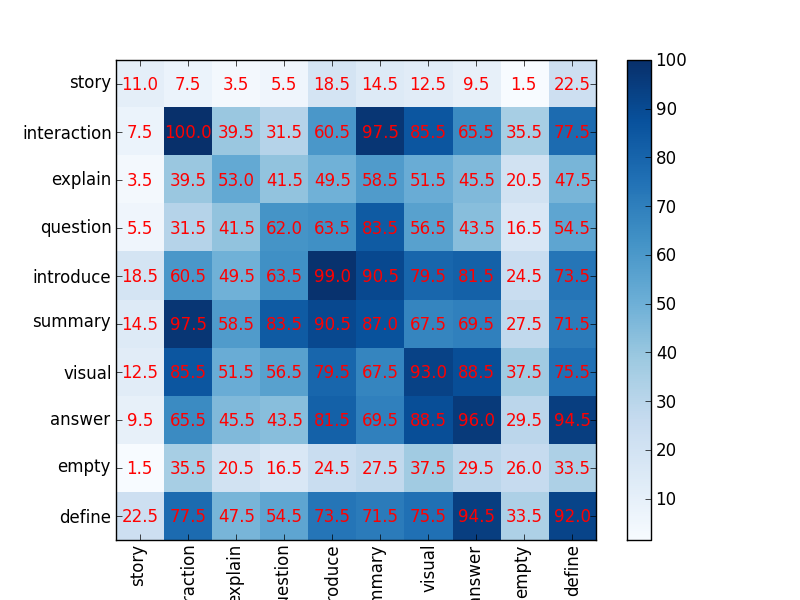 story 11.0 7.5 3.5 5.5 18.5 14.5 12.5 9.5 1.5 22.5
interaction 7.5 100.0 39.5 31.5 60.5 97.5 85.5 65.5 35.5 77.5
explain 3.5 39.5 53.0 41.5 49.5 58.5 51.5 45.5 20.5 47.5
question 5.5 31.5 41.5 62.0 63.5 83.5 56.5 43.5 16.5 54.5
introduce 18.5 60.5 49.5 63.5 99.0 90.5 79.5 81.5 24.5 73.5
summary 14.5 97.5 58.5 83.5 90.5 87.0 67.5 69.5 27.5 71.5
visual 12.5 85.5 51.5 56.5 79.5 67.5 93.0 88.5 37.5 75.5
answer 9.5 65.5 45.5 43.5 81.5 69.5 88.5 96.0 29.5 94.5
empty 1.5 35.5 20.5 16.5 24.5 27.5 37.5 29.5 26.0 33.5
define 22.5 77.5 47.5 54.5 73.5 71.5 75.5 94.5 33.5 92.0
story raction explain uestion roduce mmary visual answer empty define
100
90
80
70
60
50
40
30
20
10